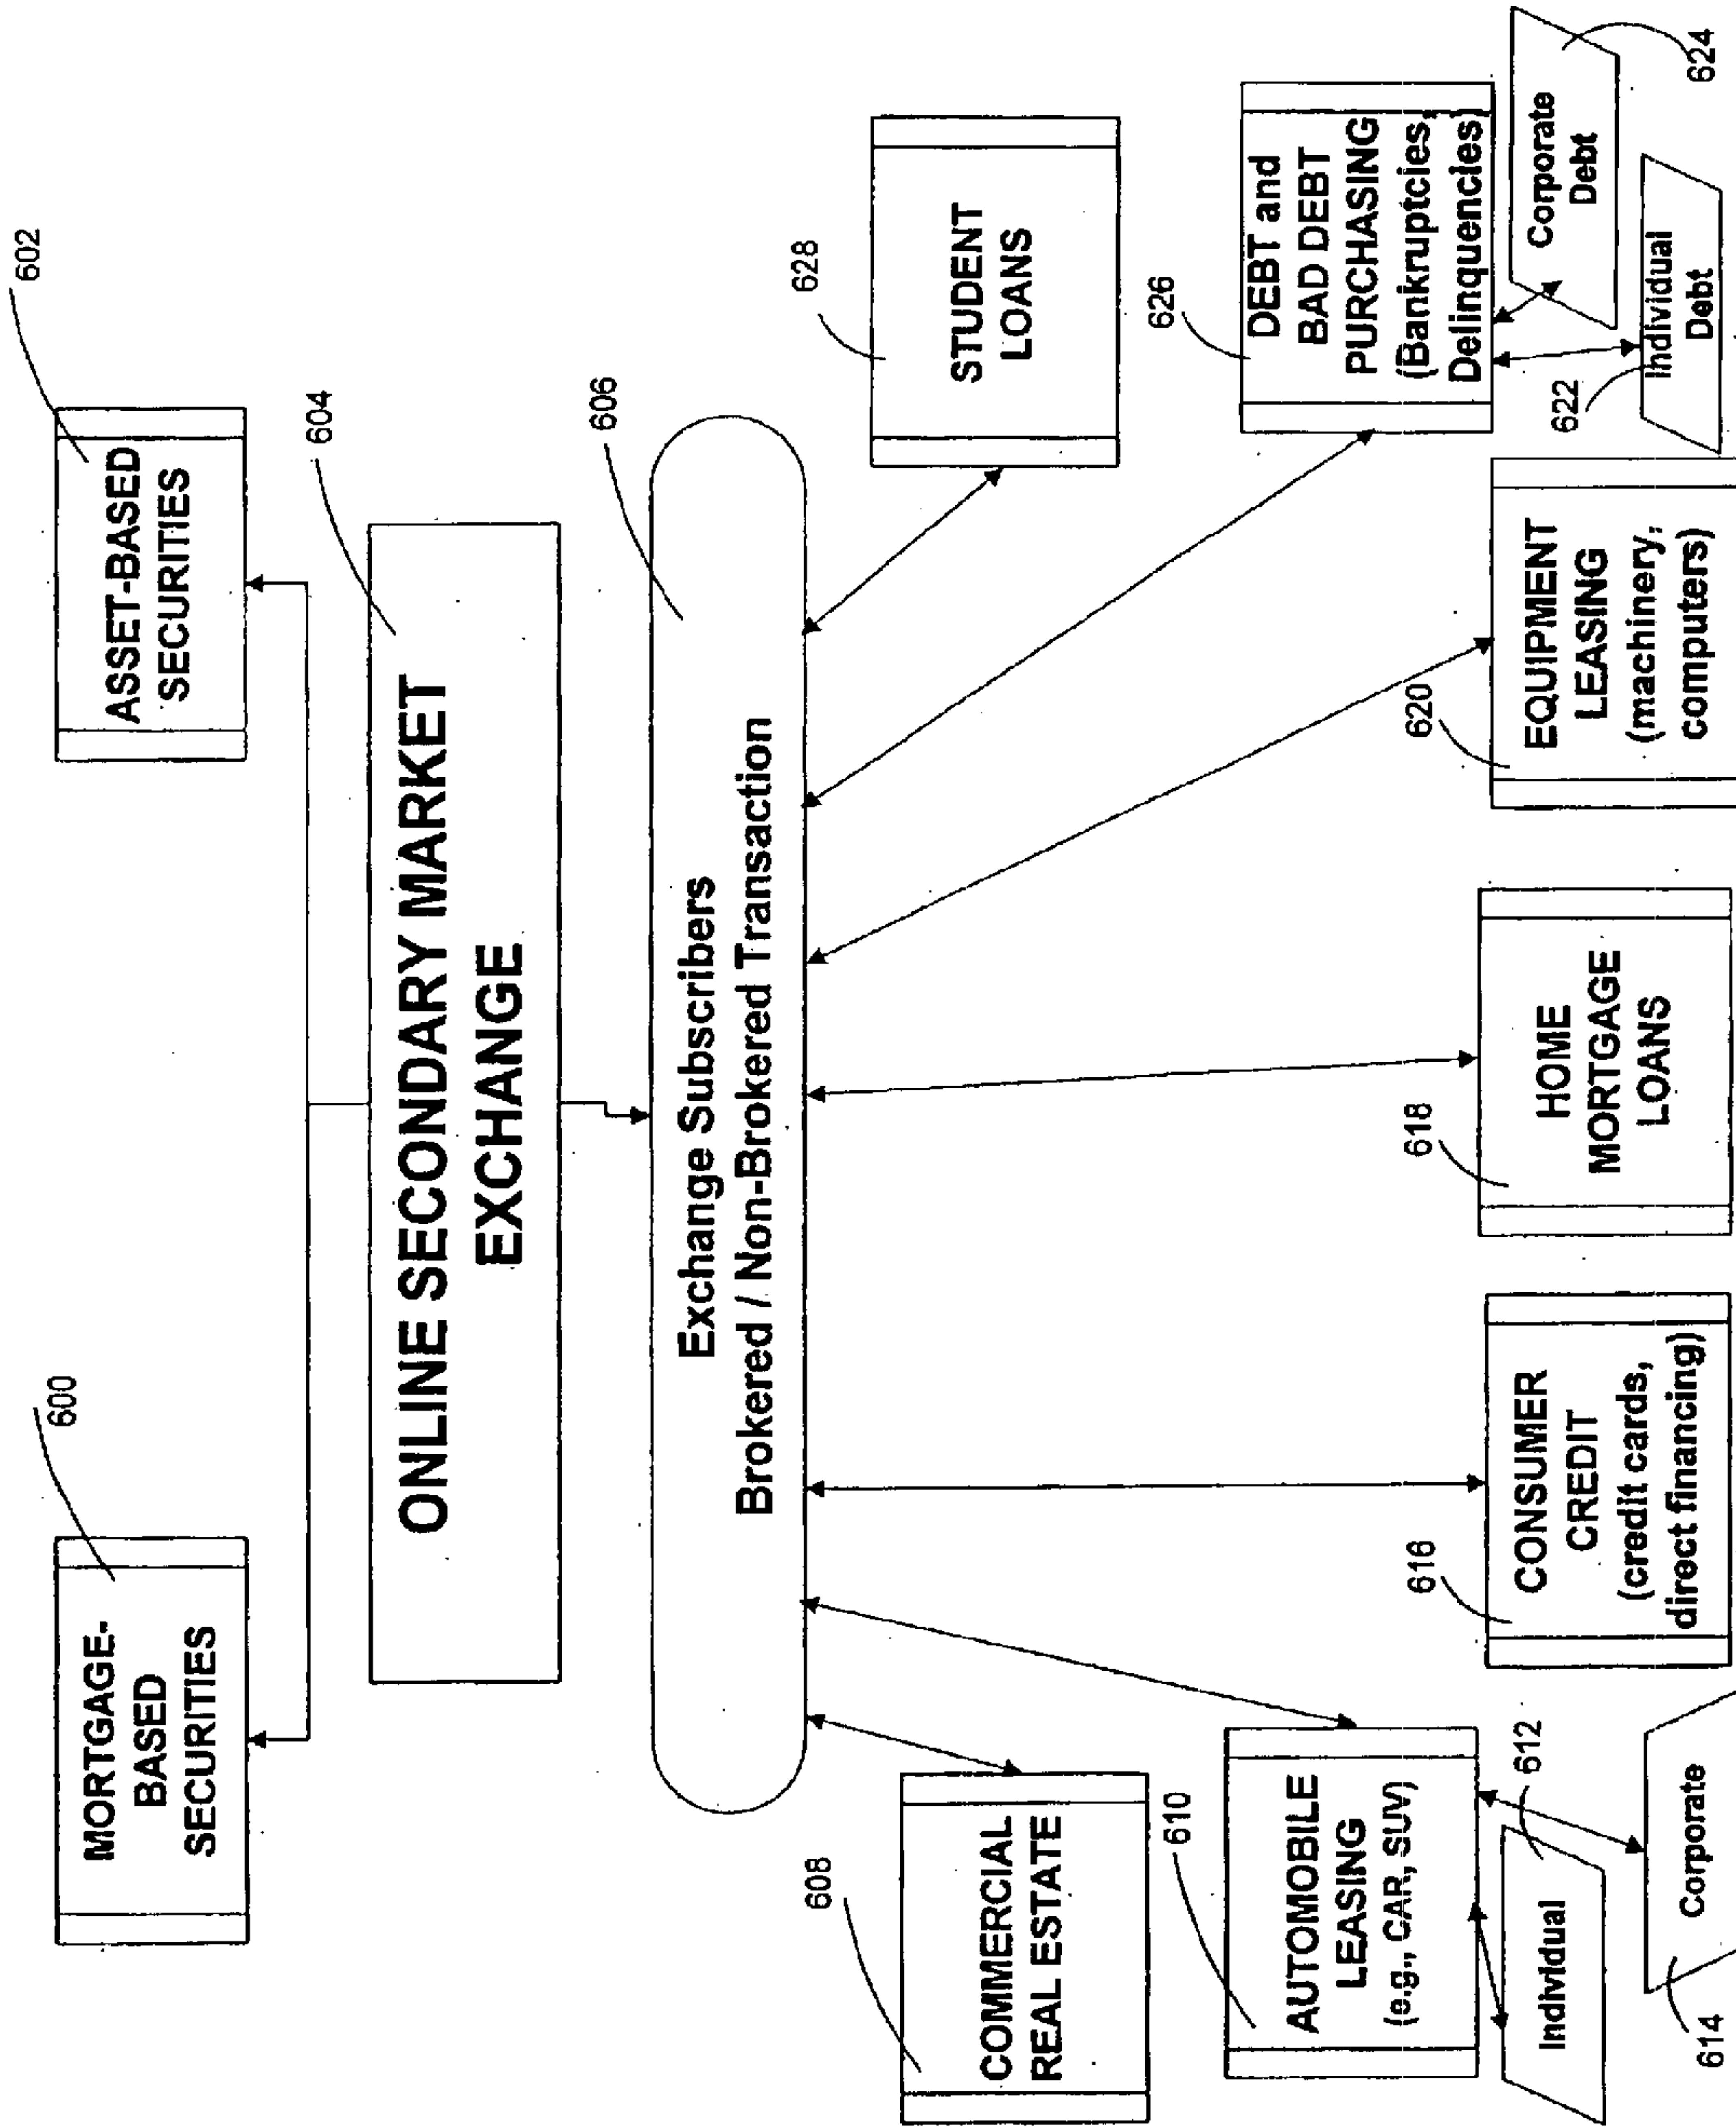 600
MORTGAGE-
BASED
SECURITIES
602
ASSET-BASED
SECURITIES
604
ONLINE SECONDARY MARKET
EXCHANGE
606
Exchange Subscribers
Brokered / Non-Brokered Transaction
608
COMMERCIAL
REAL ESTATE
628
STUDENT
LOANS
610
AUTOMOBILE
LEASING
(e.g., CAR, SUV)
612
Individual
614
Corporate
616
CONSUMER
CREDIT
(credit cards,
direct financing)
618
HOME
MORTGAGE
LOANS
620
EQUIPMENT
LEASING
(machinery,
computers)
626
DEBT and
BAD DEBT
PURCHASING
(Bankruptcies,
Delinquencies)
622
Individual
Debt
Corporate
Debt
624